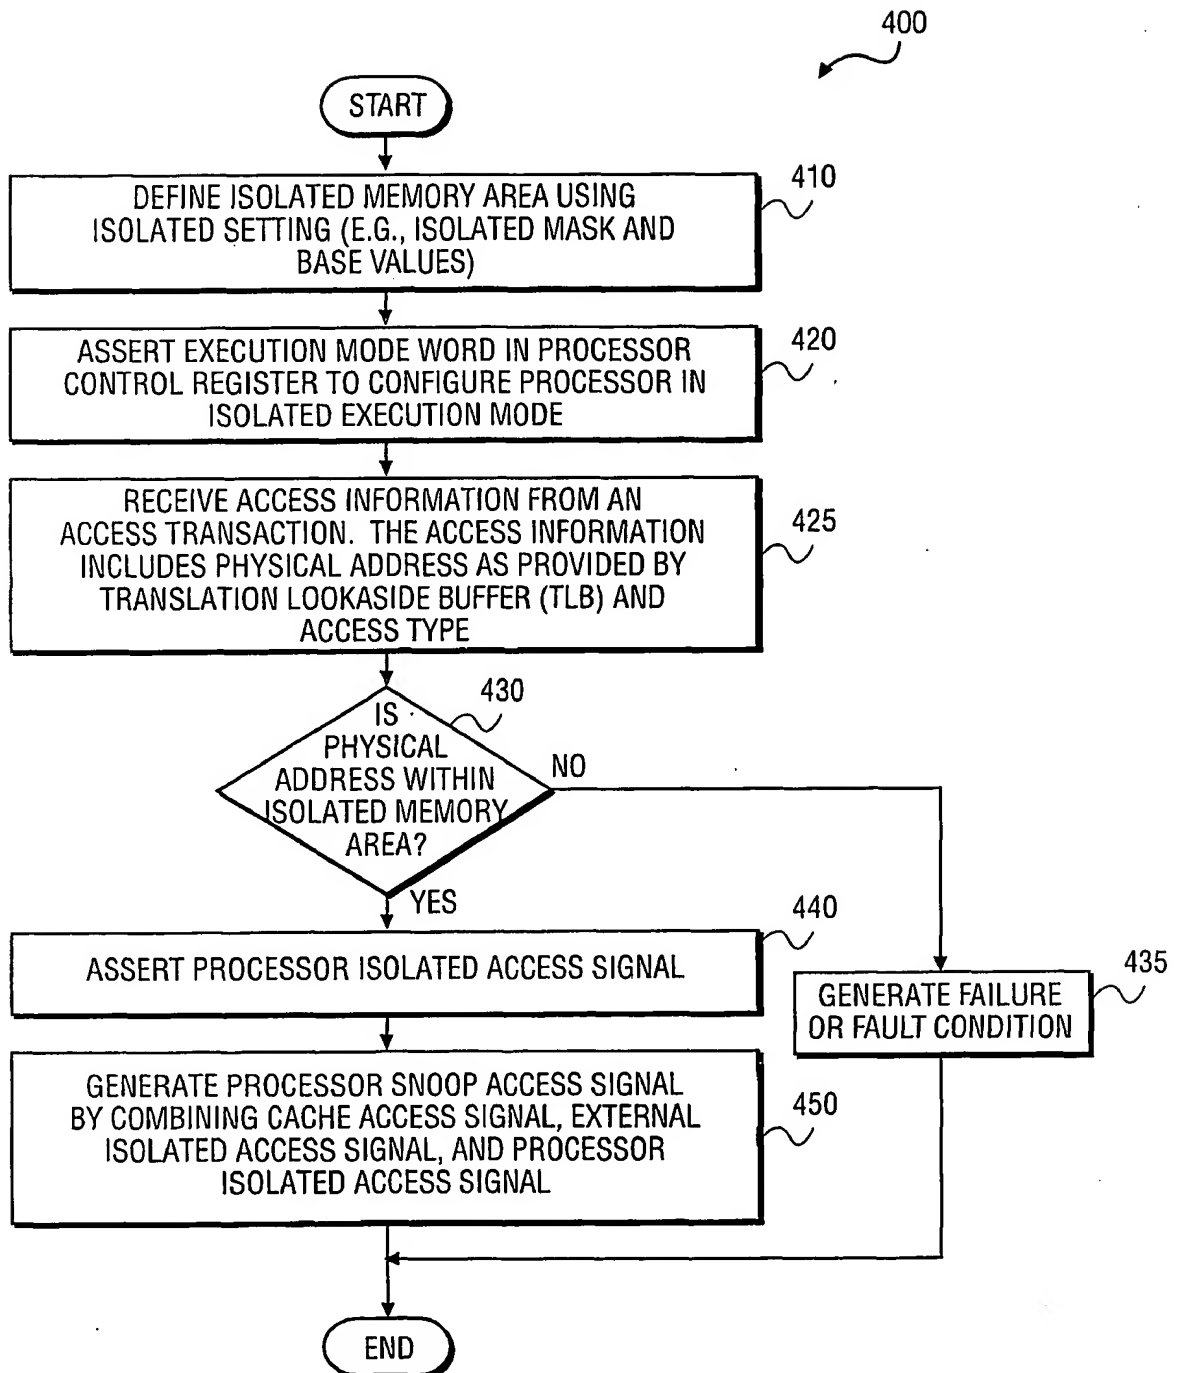 400
START
410
DEFINE ISOLATED MEMORY AREA USING
ISOLATED SETTING (E.G., ISOLATED MASK AND
BASE VALUES)
420
ASSERT EXECUTION MODE WORD IN PROCESSOR
CONTROL REGISTER TO CONFIGURE PROCESSOR IN
ISOLATED EXECUTION MODE
425
RECEIVE ACCESS INFORMATION FROM AN
ACCESS TRANSACTION. THE ACCESS INFORMATION
INCLUDES PHYSICAL ADDRESS AS PROVIDED BY
TRANSLATION LOOKASIDE BUFFER (TLB) AND
ACCESS TYPE
430
IS
PHYSICAL
ADDRESS WITHIN
ISOLATED MEMORY
AREA?
NO
YES
440
ASSERT PROCESSOR ISOLATED ACCESS SIGNAL
435
GENERATE FAILURE
OR FAULT CONDITION
450
GENERATE PROCESSOR SNOOP ACCESS SIGNAL
BY COMBINING CACHE ACCESS SIGNAL, EXTERNAL
ISOLATED ACCESS SIGNAL, AND PROCESSOR
ISOLATED ACCESS SIGNAL
END